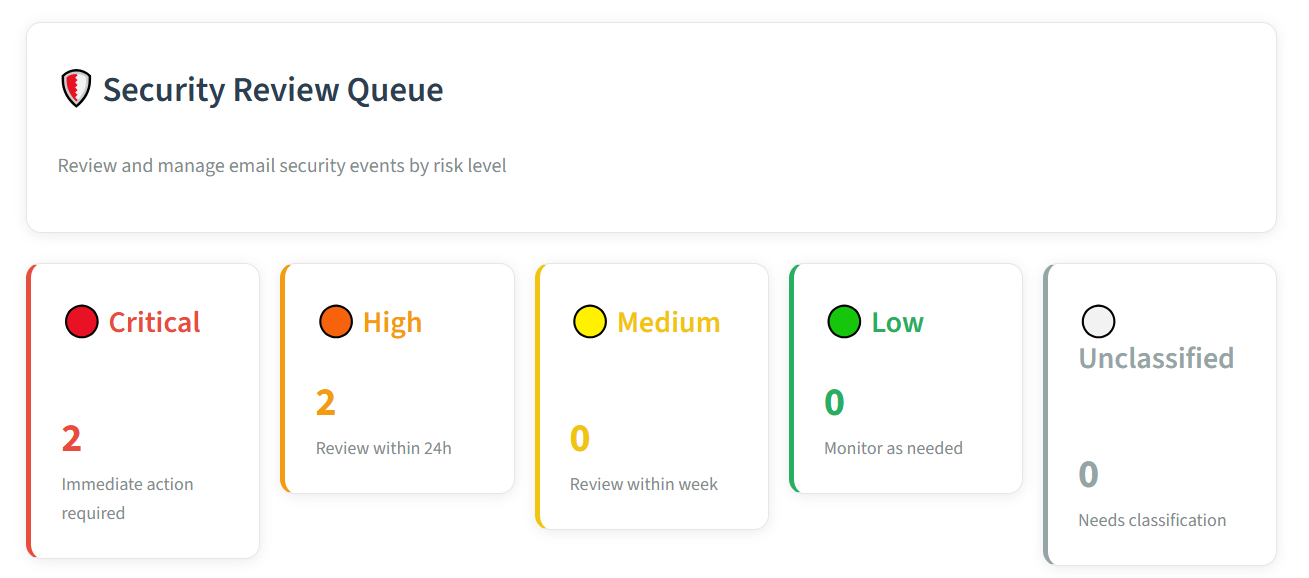 Security Review Queue
Review and manage email security events by risk level
Critical
2
Immediate action
required
High
2
Review within 24h
Medium
0
Review within week
Low
0
Monitor as needed
Unclassified
0
Needs classification